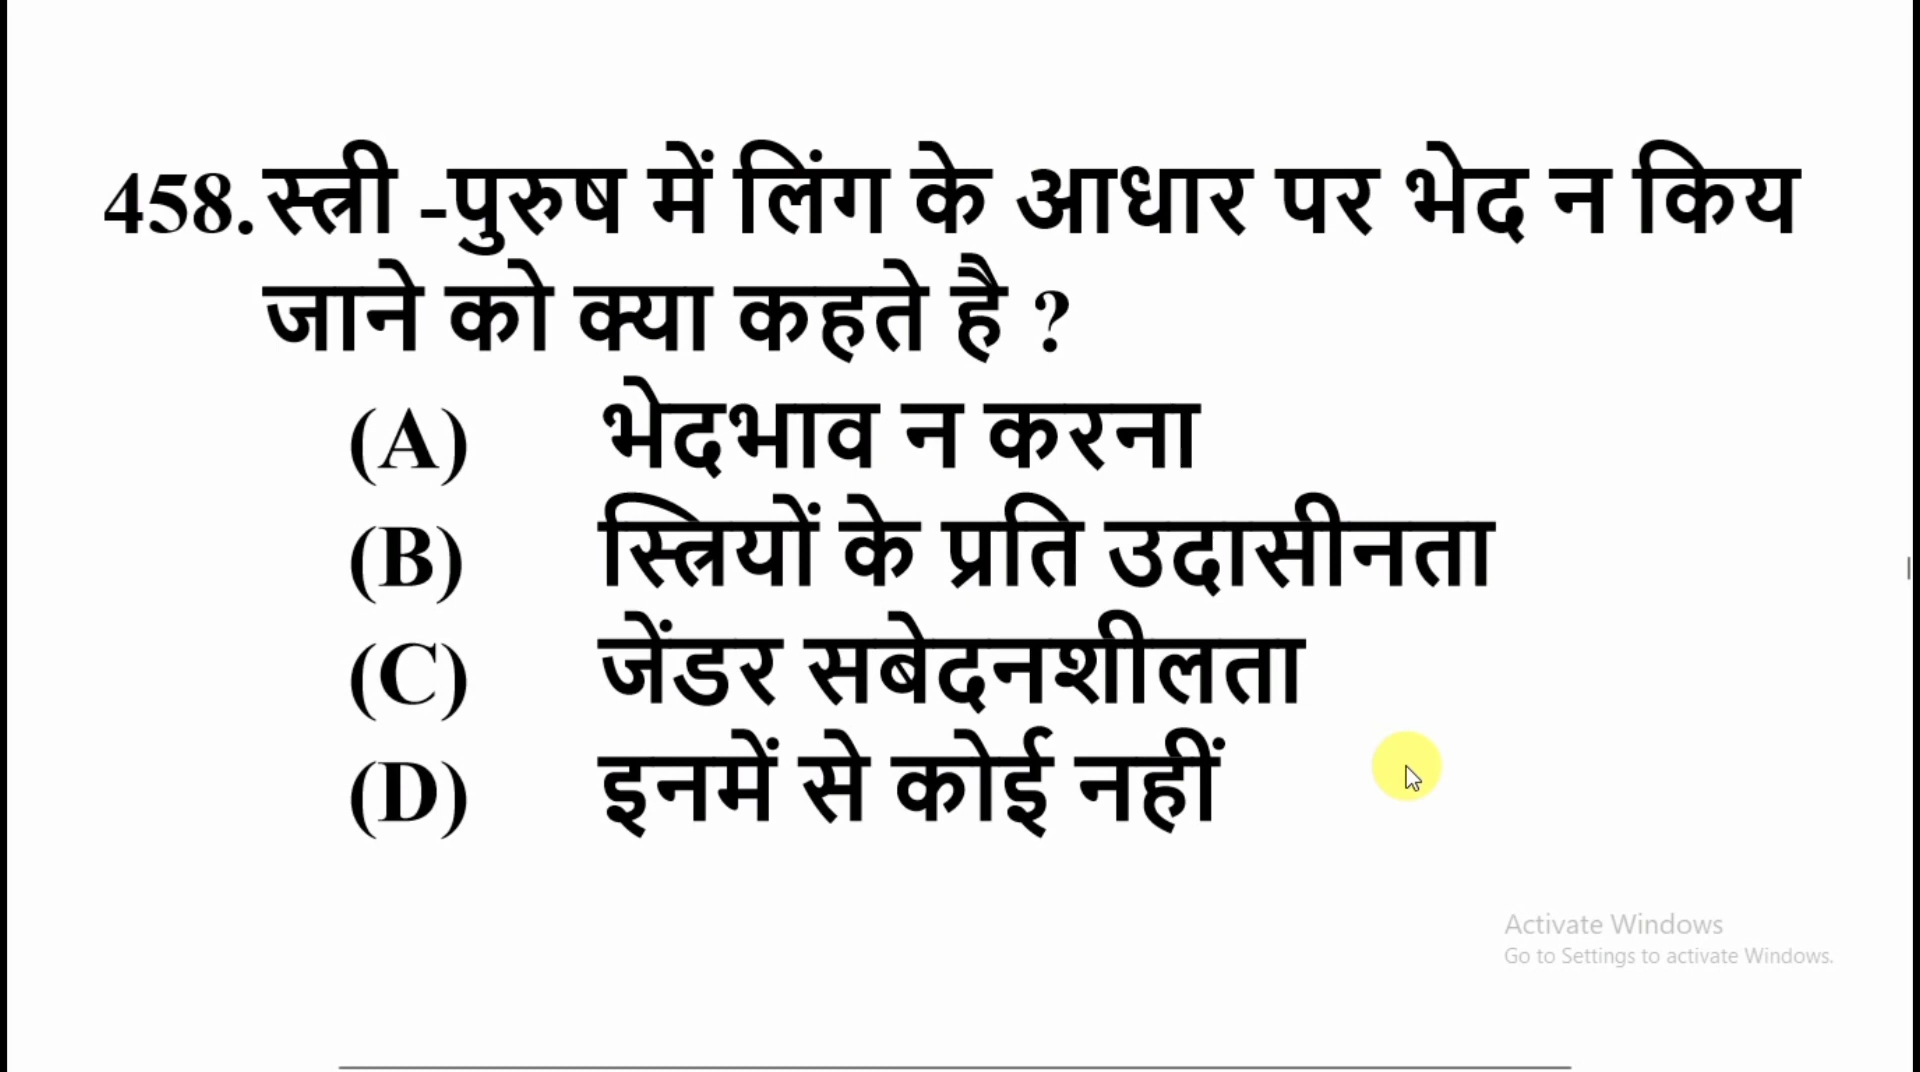 458. स्त्री -पुरुष में लिंग के आधार पर भेद न किय
जाने को क्या कहते है ?
(A) भेदभाव न करना
(B) स्त्रियों के प्रति उदासीनता
(C) जेंडर सबेदनशीलता
(D) इनमें से कोई नहीं
Activate Windows
Go to Settings to activate Windows.